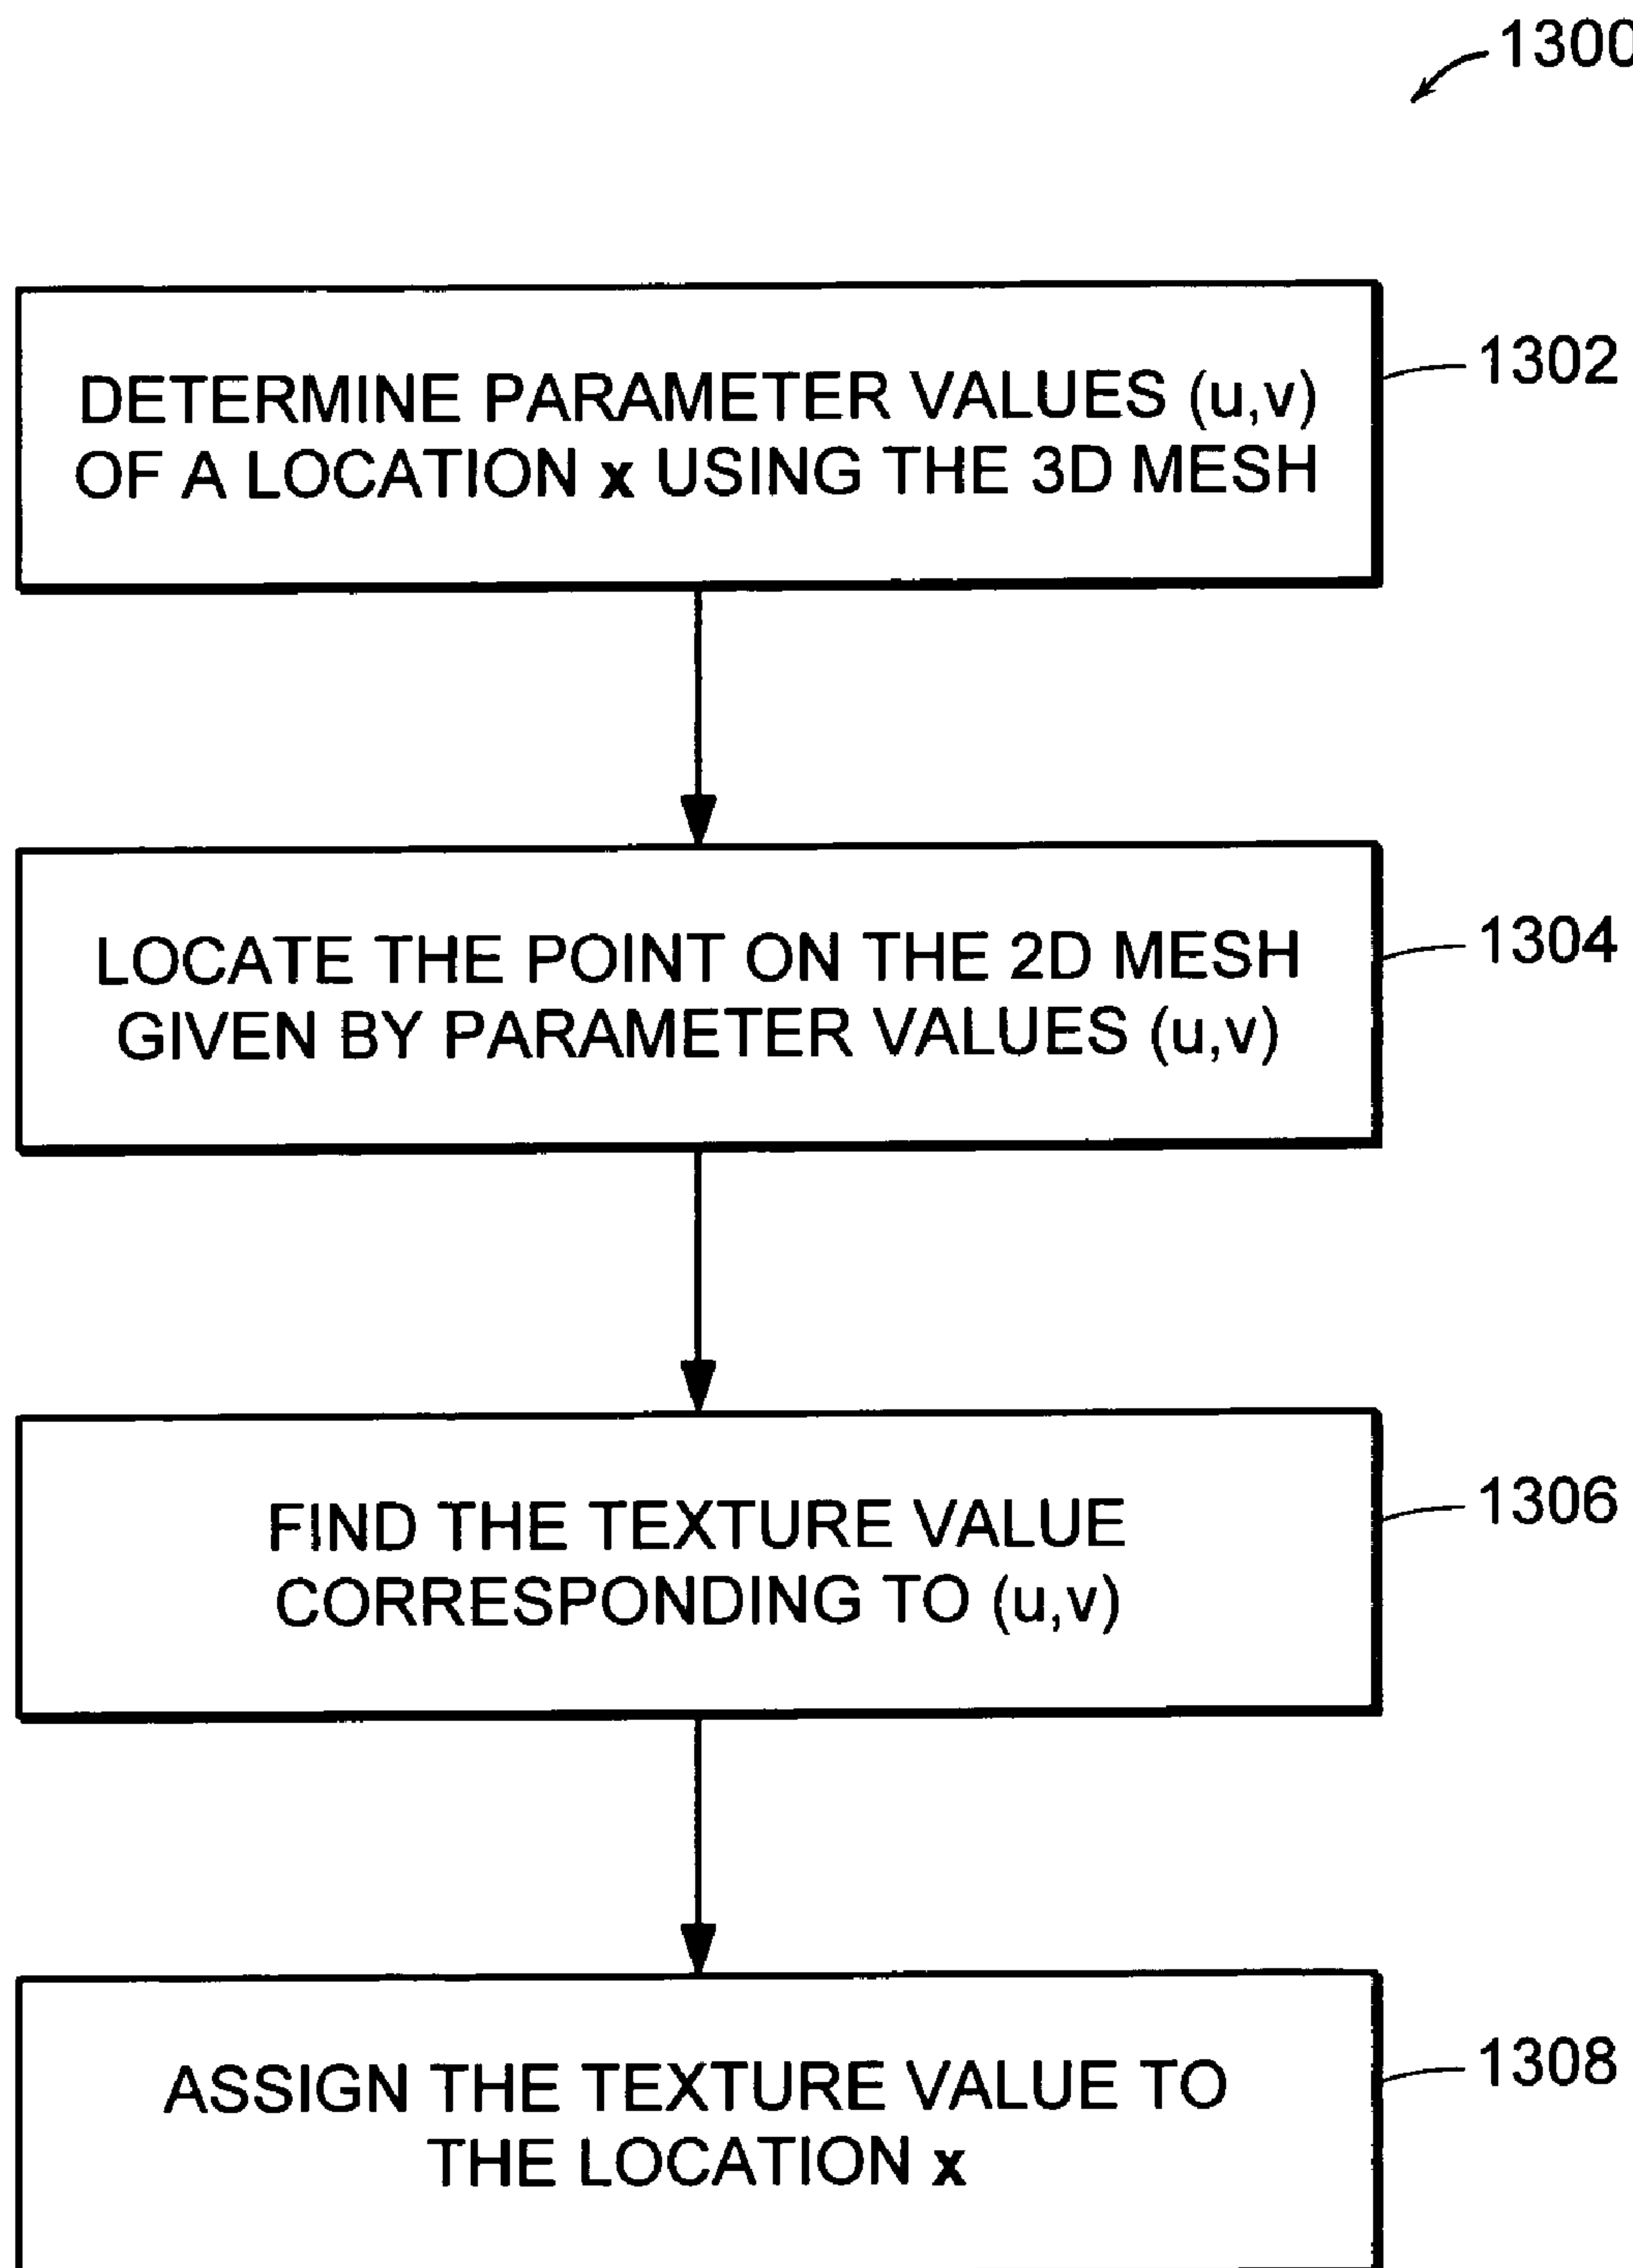 1300
DETERMINE PARAMETER VALUES (u,v)
OF A LOCATION x USING THE 3D MESH
1302
LOCATE THE POINT ON THE 2D MESH
GIVEN BY PARAMETER VALUES (u,v)
1304
FIND THE TEXTURE VALUE
CORRESPONDING TO (u,v)
1306
ASSIGN THE TEXTURE VALUE TO
THE LOCATION x
1308